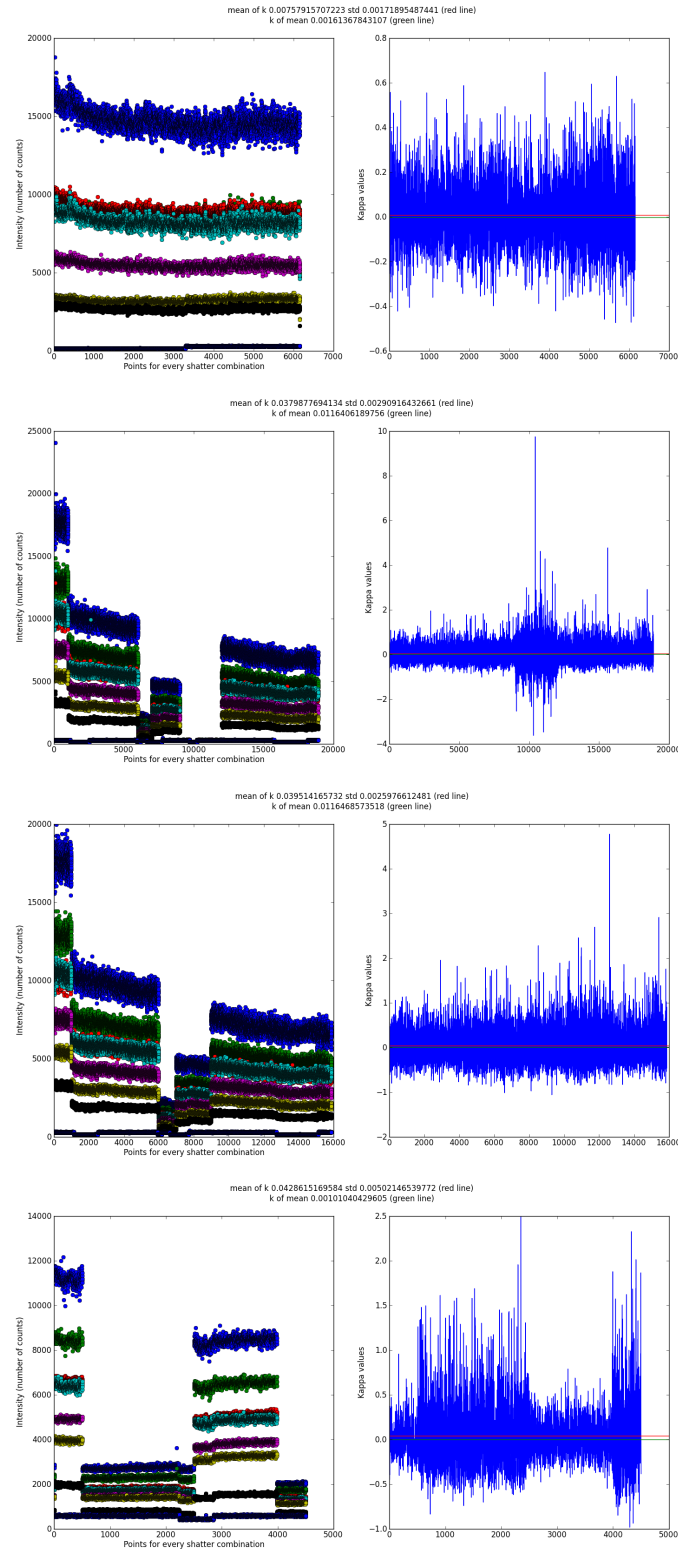 mean of k 0.00757915707223 std 0.00171895487441 (red line)
k of mean 0.00161367843107 (green line)
20000
15000
10000
5000
0
Intensity (number of counts)
0 1000 2000 3000 4000 5000 6000 7000
Points for every shatter combination
0.8
0.6
0.4
0.2
0.0
−0.2
−0.4
−0.6
Kappa values
0 1000 2000 3000 4000 5000 6000 7000
mean of k 0.0379877694134 std 0.00290916432661 (red line)
k of mean 0.0116406189756 (green line)
25000
20000
15000
10000
5000
0
Intensity (number of counts)
0 5000 10000 15000 20000
Points for every shatter combination
10
8
6
4
2
0
−2
−4
Kappa values
0 5000 10000 15000 20000
mean of k 0.039514165732 std 0.0025976612481 (red line)
k of mean 0.0116468573518 (green line)
20000
15000
10000
5000
0
Intensity (number of counts)
0 2000 4000 6000 8000 10000 12000 14000 16000
Points for every shatter combination
5
4
3
2
1
0
−1
−2
Kappa values
0 2000 4000 6000 8000 10000 12000 14000 16000
mean of k 0.0428615169584 std 0.00502146539772 (red line)
k of mean 0.00101040429605 (green line)
14000
12000
10000
8000
6000
4000
2000
0
Intensity (number of counts)
0 1000 2000 3000 4000 5000
Points for every shatter combination
2.5
2.0
1.5
1.0
0.5
0.0
−0.5
−1.0
Kappa values
0 1000 2000 3000 4000 5000